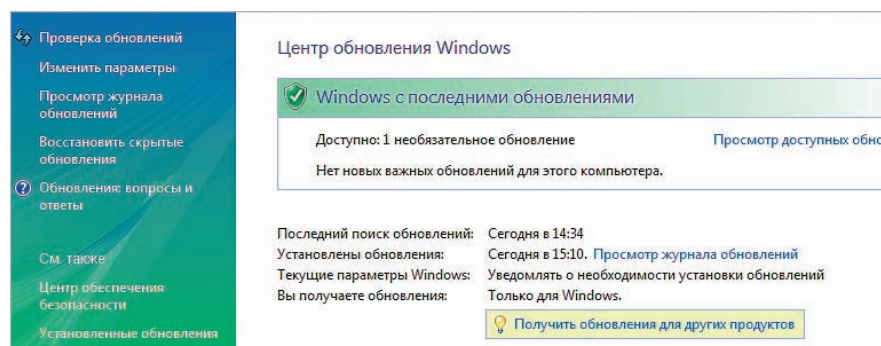 Проверка обновлений
Изменить параметры
Просмотр журнала
обновлений
Восстановить скрытые
обновления
Обновления: вопросы и
ответы
См. также
Центр обеспечения
безопасности
Установленные обновления
Центр обновления Windows
Windows с последними обновлениями
Доступно: 1 необязательное обновление Просмотр доступных обно
Нет новых важных обновлений для этого компьютера.
Последний поиск обновлений: Сегодня в 14:34
Установлены обновления: Сегодня в 15:10. Просмотр журнала обновлений
Текущие параметры Windows: Уведомлять о необходимости установки обновлений
Вы получаете обновления: Только для Windows.
Получить обновления для других продуктов